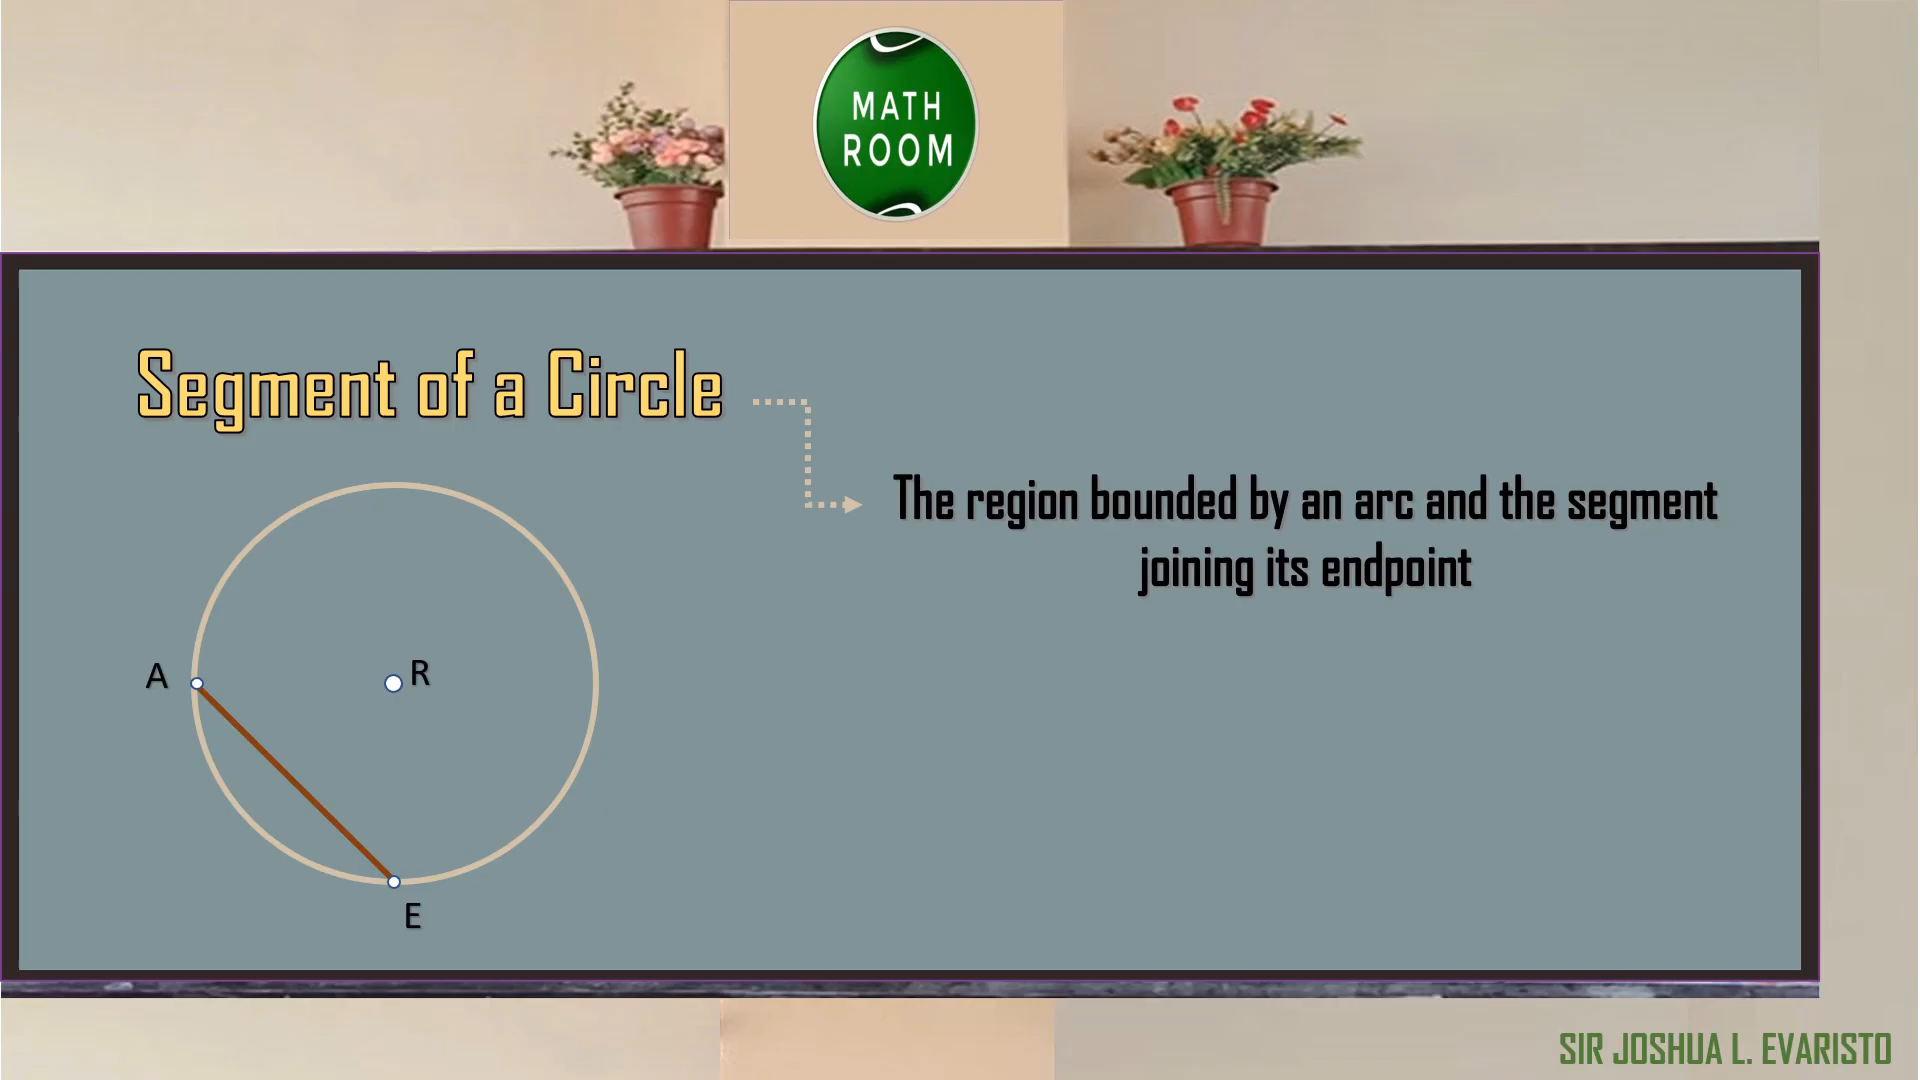 MATH
ROOM
Segment of a Circle
The region bounded by an arc and the segment
joining its endpoint
A
R
E
SIR JOSHUA L. EVARISTO